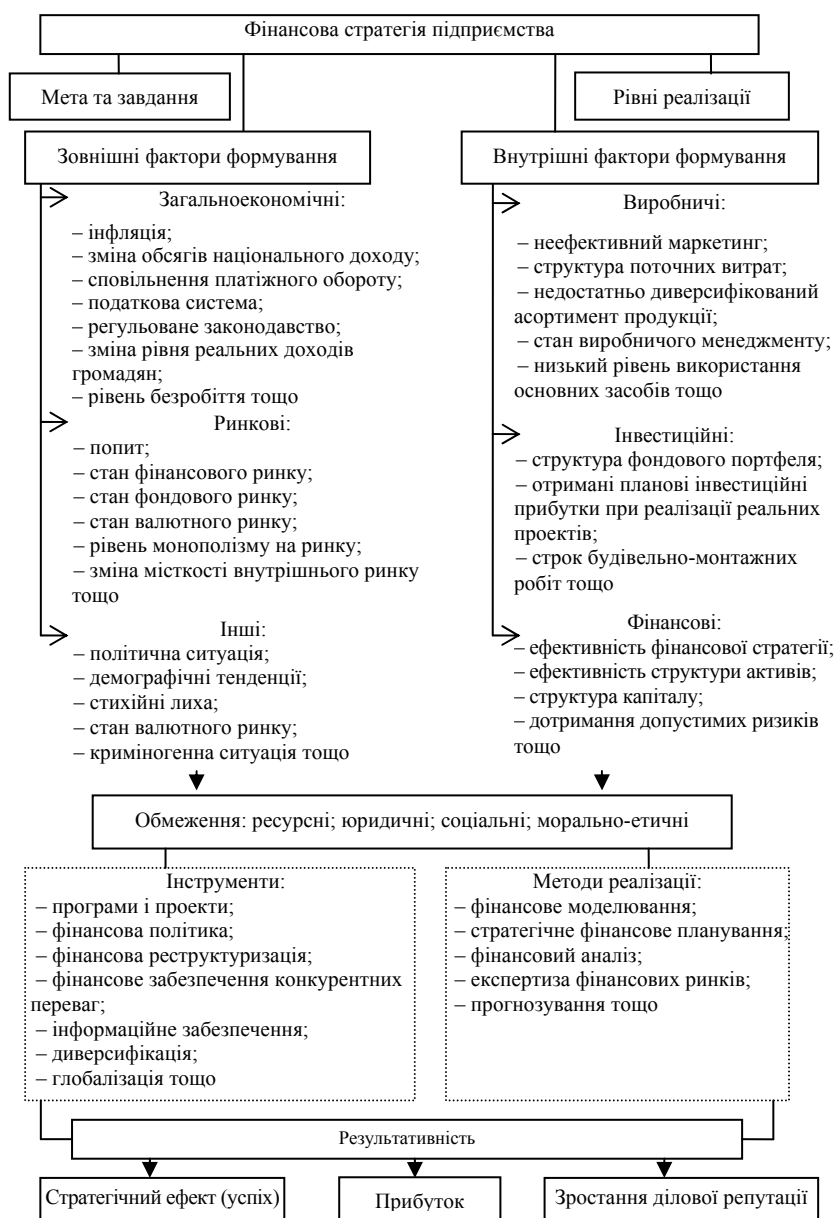 Фінансова стратегія підприємства
Мета та завдання
Рівні реалізації
Зовнішні фактори формування
Внутрішні фактори формування
Загальноекономічні:
– інфляція;
– зміна обсягів національного доходу;
– сповільнення платіжного обороту;
– податкова система;
– регульоване законодавство;
– зміна рівня реальних доходів
громадян;
– рівень безробіття тощо
Ринкові:
– попит;
– стан фінансового ринку;
– стан фондового ринку;
– стан валютного ринку;
– рівень монополізму на ринку;
– зміна місткості внутрішнього ринку
тощо
Інші:
– політична ситуація;
– демографічні тенденції;
– стихійні лиха;
– стан валютного ринку;
– криміногенна ситуація тощо
Виробничі:
– неефективний маркетинг;
– структура поточних витрат;
– недостатньо диверсифікований
асортимент продукції;
– стан виробничого менеджменту;
– низький рівень використання
основних засобів тощо
Інвестиційні:
– структура фондового портфеля;
– отримані планові інвестиційні
прибутки при реалізації реальних
проектів;
– строк будівельно-монтажних
робіт тощо
Фінансові:
– ефективність фінансової стратегії;
– ефективність структури активів;
– структура капіталу;
– дотримання допустимих ризиків
тощо
Обмеження: ресурсні; юридичні; соціальні; морально-етичні
Інструменти:
– програми і проекти;
– фінансова політика;
– фінансова реструктуризація;
– фінансове забезпечення конкурентних
переваг;
– інформаційне забезпечення;
– диверсифікація;
– глобалізація тощо
Методи реалізації:
– фінансове моделювання;
– стратегічне фінансове планування;
– фінансовий аналіз;
– експертиза фінансових ринків;
– прогнозування тощо
Результативність
Стратегічний ефект (успіх)
Прибуток
Зростання ділової репутації